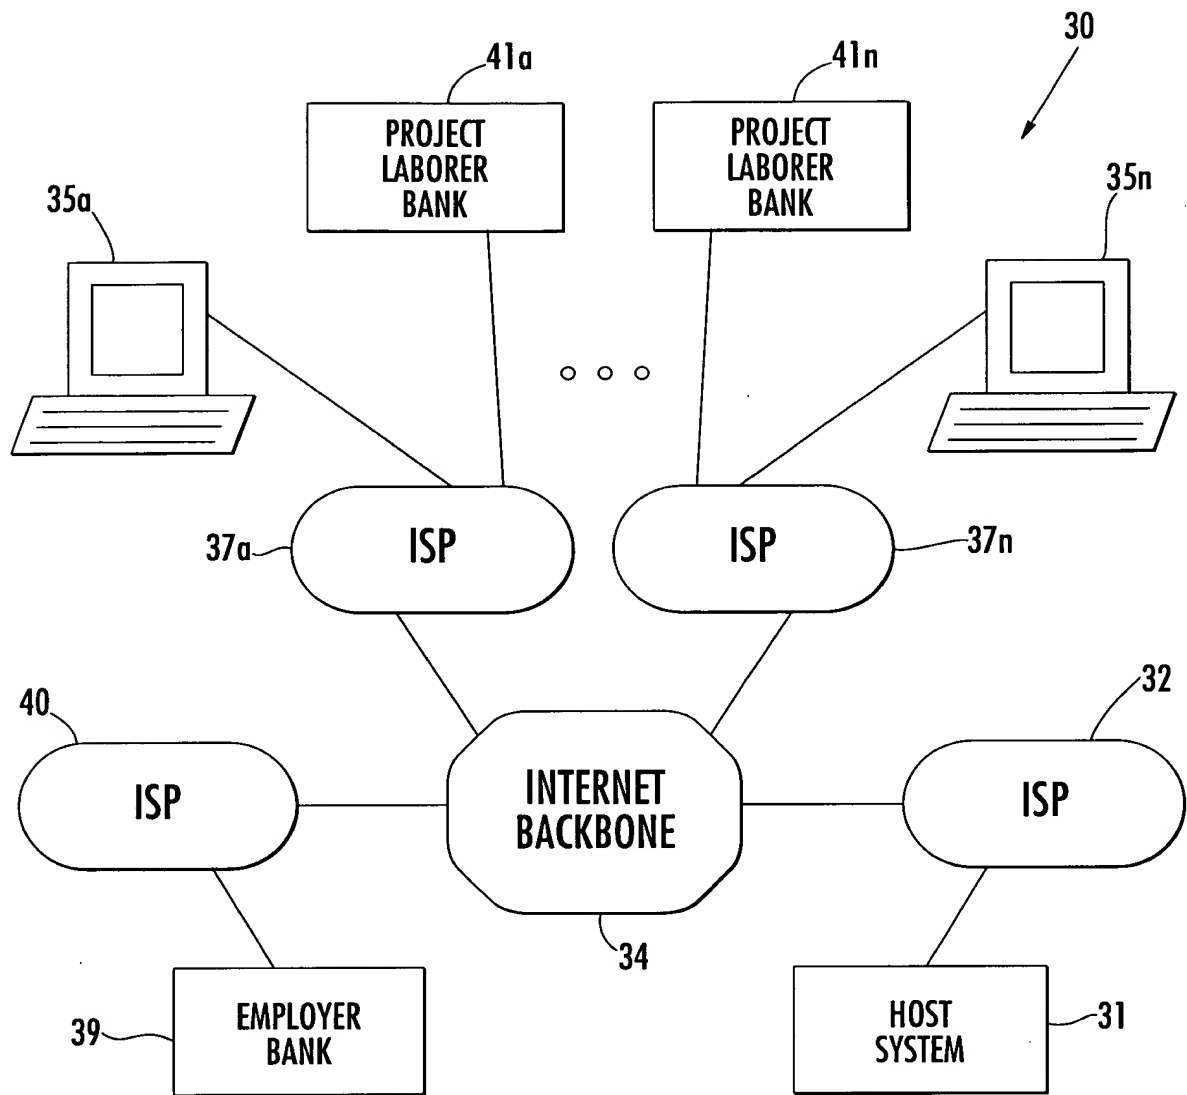 30
41a
41n
PROJECT
LABORER
BANK
PROJECT
LABORER
BANK
35a
35n
ISP
ISP
37a
37n
40
32
ISP
INTERNET
BACKBONE
ISP
34
39
EMPLOYER
BANK
HOST
SYSTEM
31